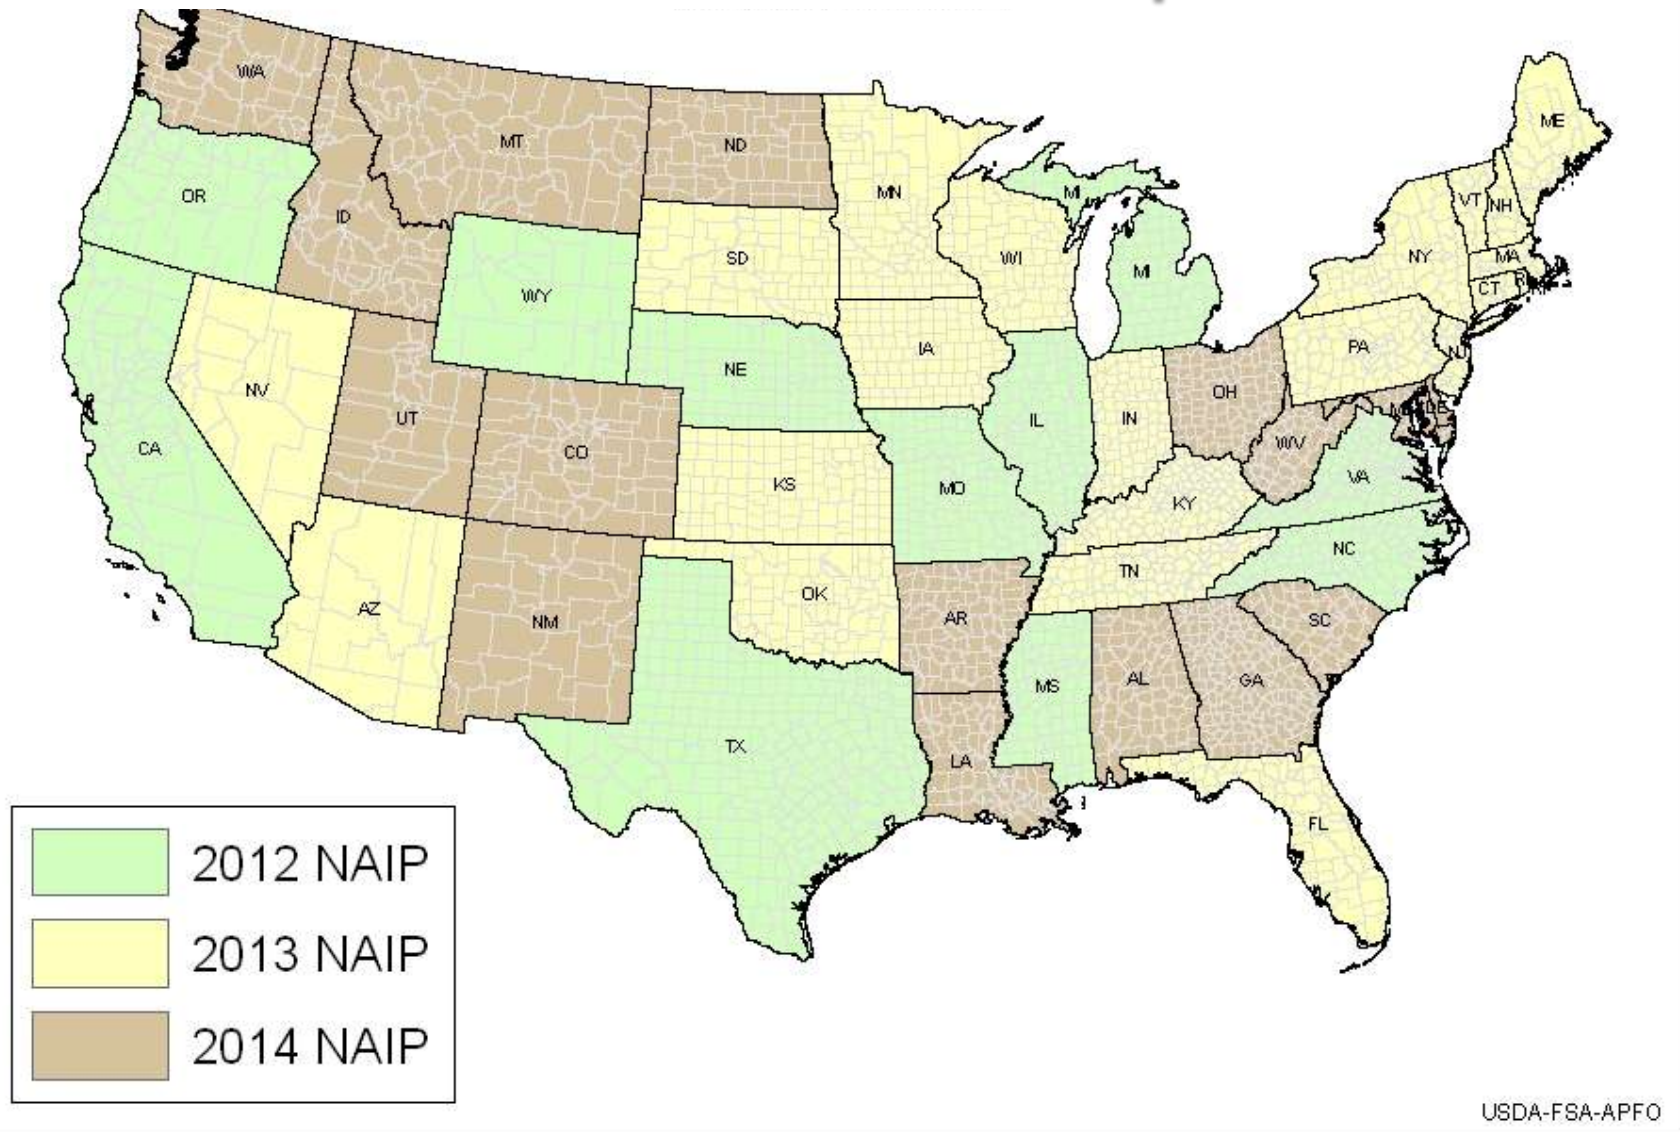 WA
MT
ND
MN
ME
OR
ID
SD
WI
MI
MI
VT
NH
NY
MA
CT
WY
NE
IA
PA
NJ
NV
UT
CO
KS
MO
IL
IN
OH
WV
DE
VA
CA
KY
NC
AZ
NM
OK
AR
TN
SC
TX
LA
MS
AL
GA
FL
2012 NAIP
2013 NAIP
2014 NAIP
USDA-FSA-APFO